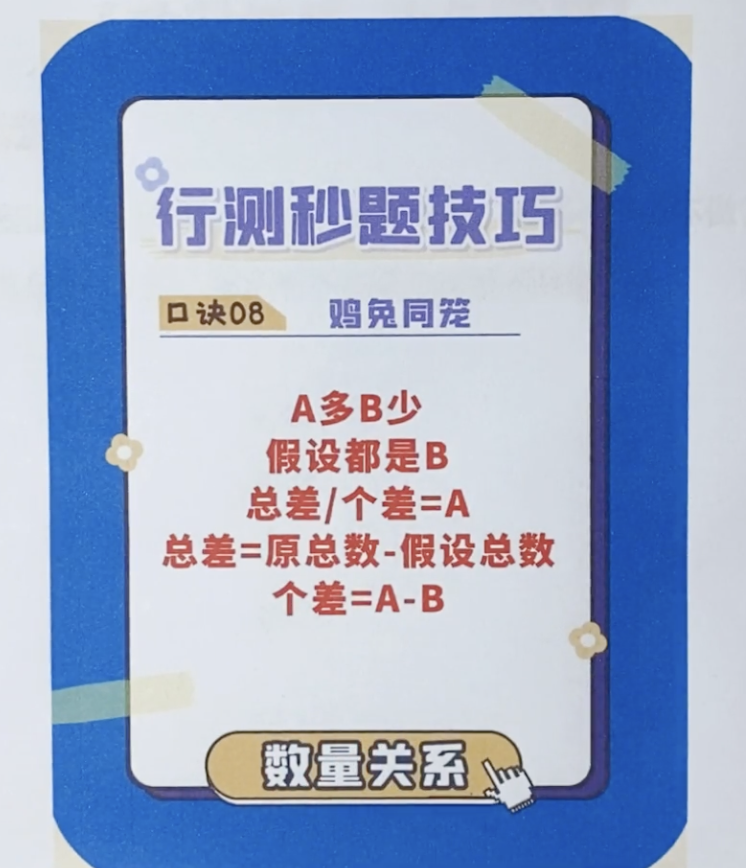 行测秒题技巧
口诀08 鸡兔同笼
A多B少
假设都是B
总差/个差=A
总差=原总数-假设总数
个差=A-B
数量关系